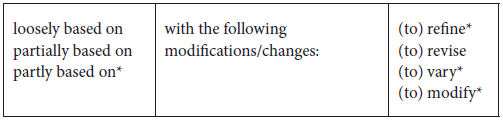 loosely based on
partially based on
partly based on*
with the following
modifications/changes:
(to) refine*
(to) revise
(to) vary*
(to) modify*